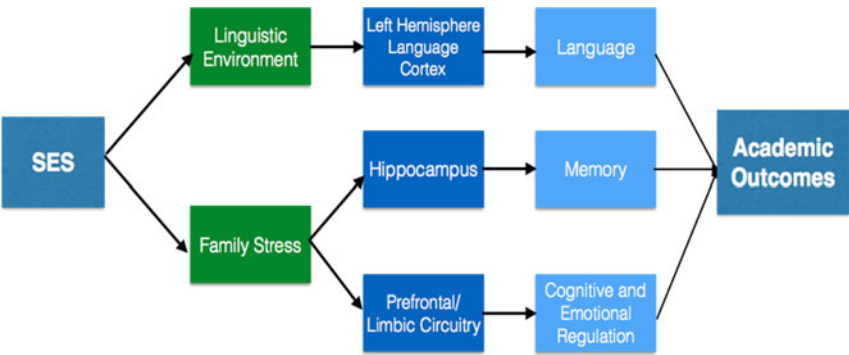 Linguistic
Environment
Left Hemisphere
Language
Cortex
Language
SES
Hippocampus
Memory
Academic
Outcomes
Family Stress
Prefrontal/
Limbic Circuitry
Cognitive and
Emotional
Regulation